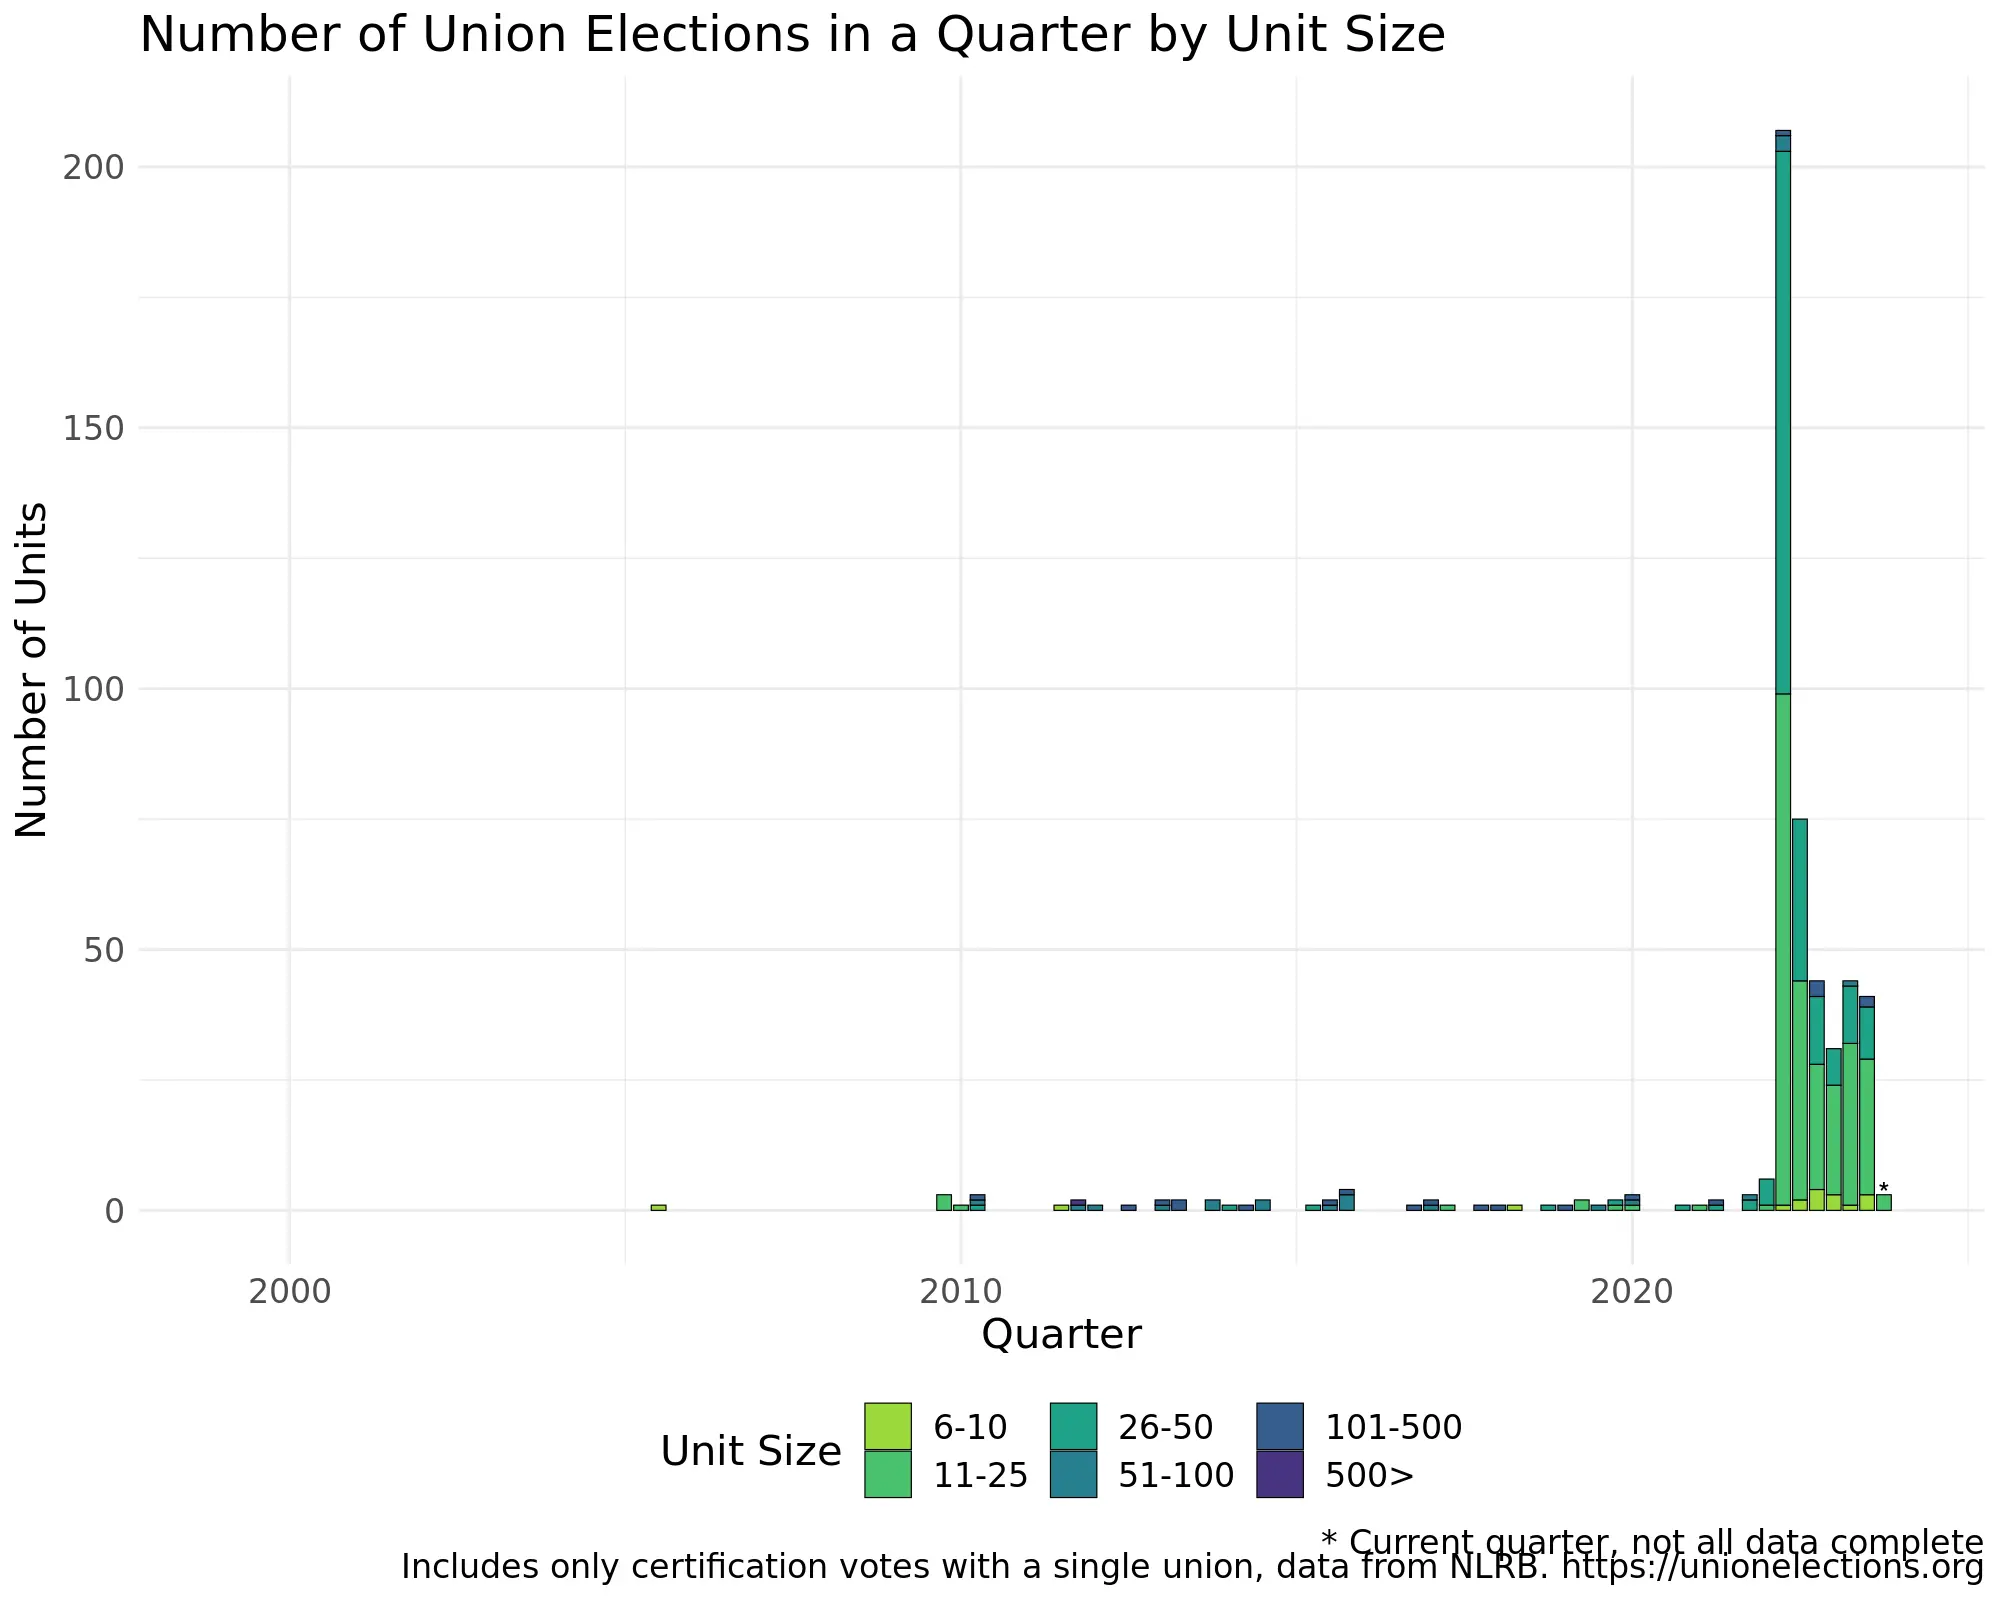 Number of Union Elections in a Quarter by Unit Size
Number of Units
200
150
100
50
0
*
2000 2010 2020
Quarter
Unit Size
6-10 26-50 101-500
11-25 51-100 500>
* Current quarter, not all data complete
Includes only certification votes with a single union, data from NLRB. https://unionelections.org